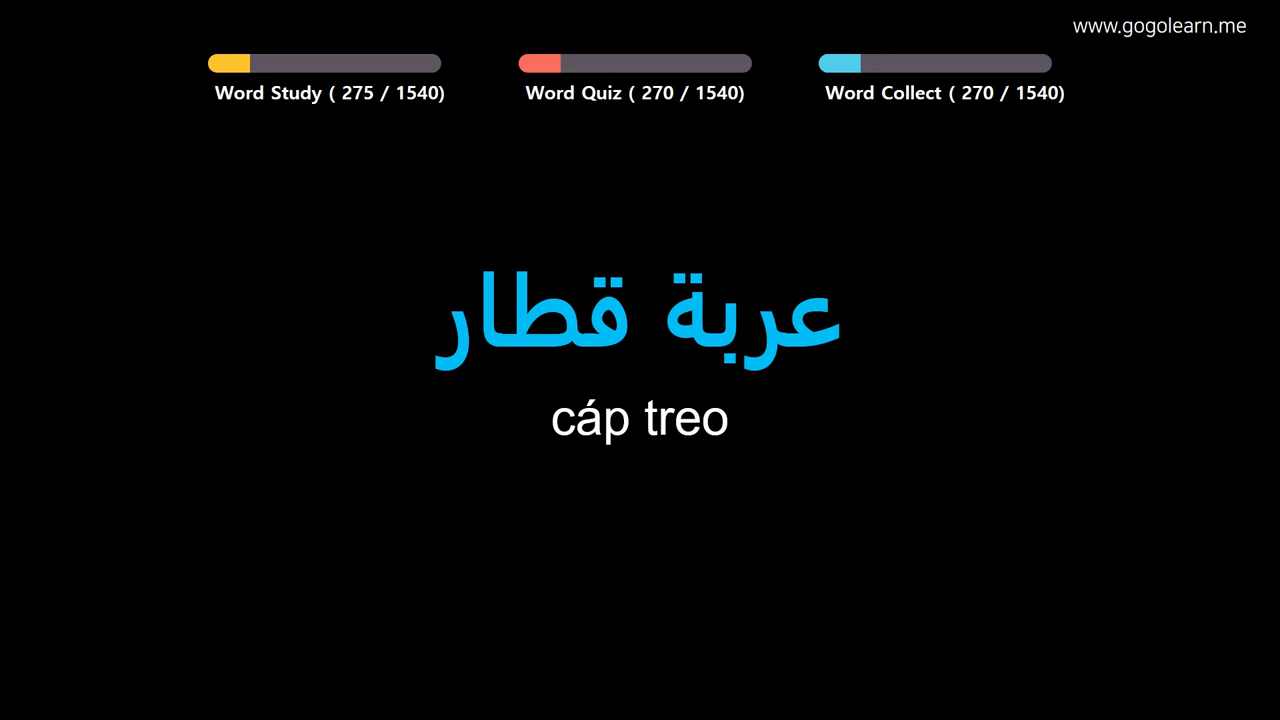 www.gogolearn.me
Word Study ( 275 / 1540)
Word Quiz ( 270 / 1540)
Word Collect ( 270 / 1540)
عربة قطار
cáp treo